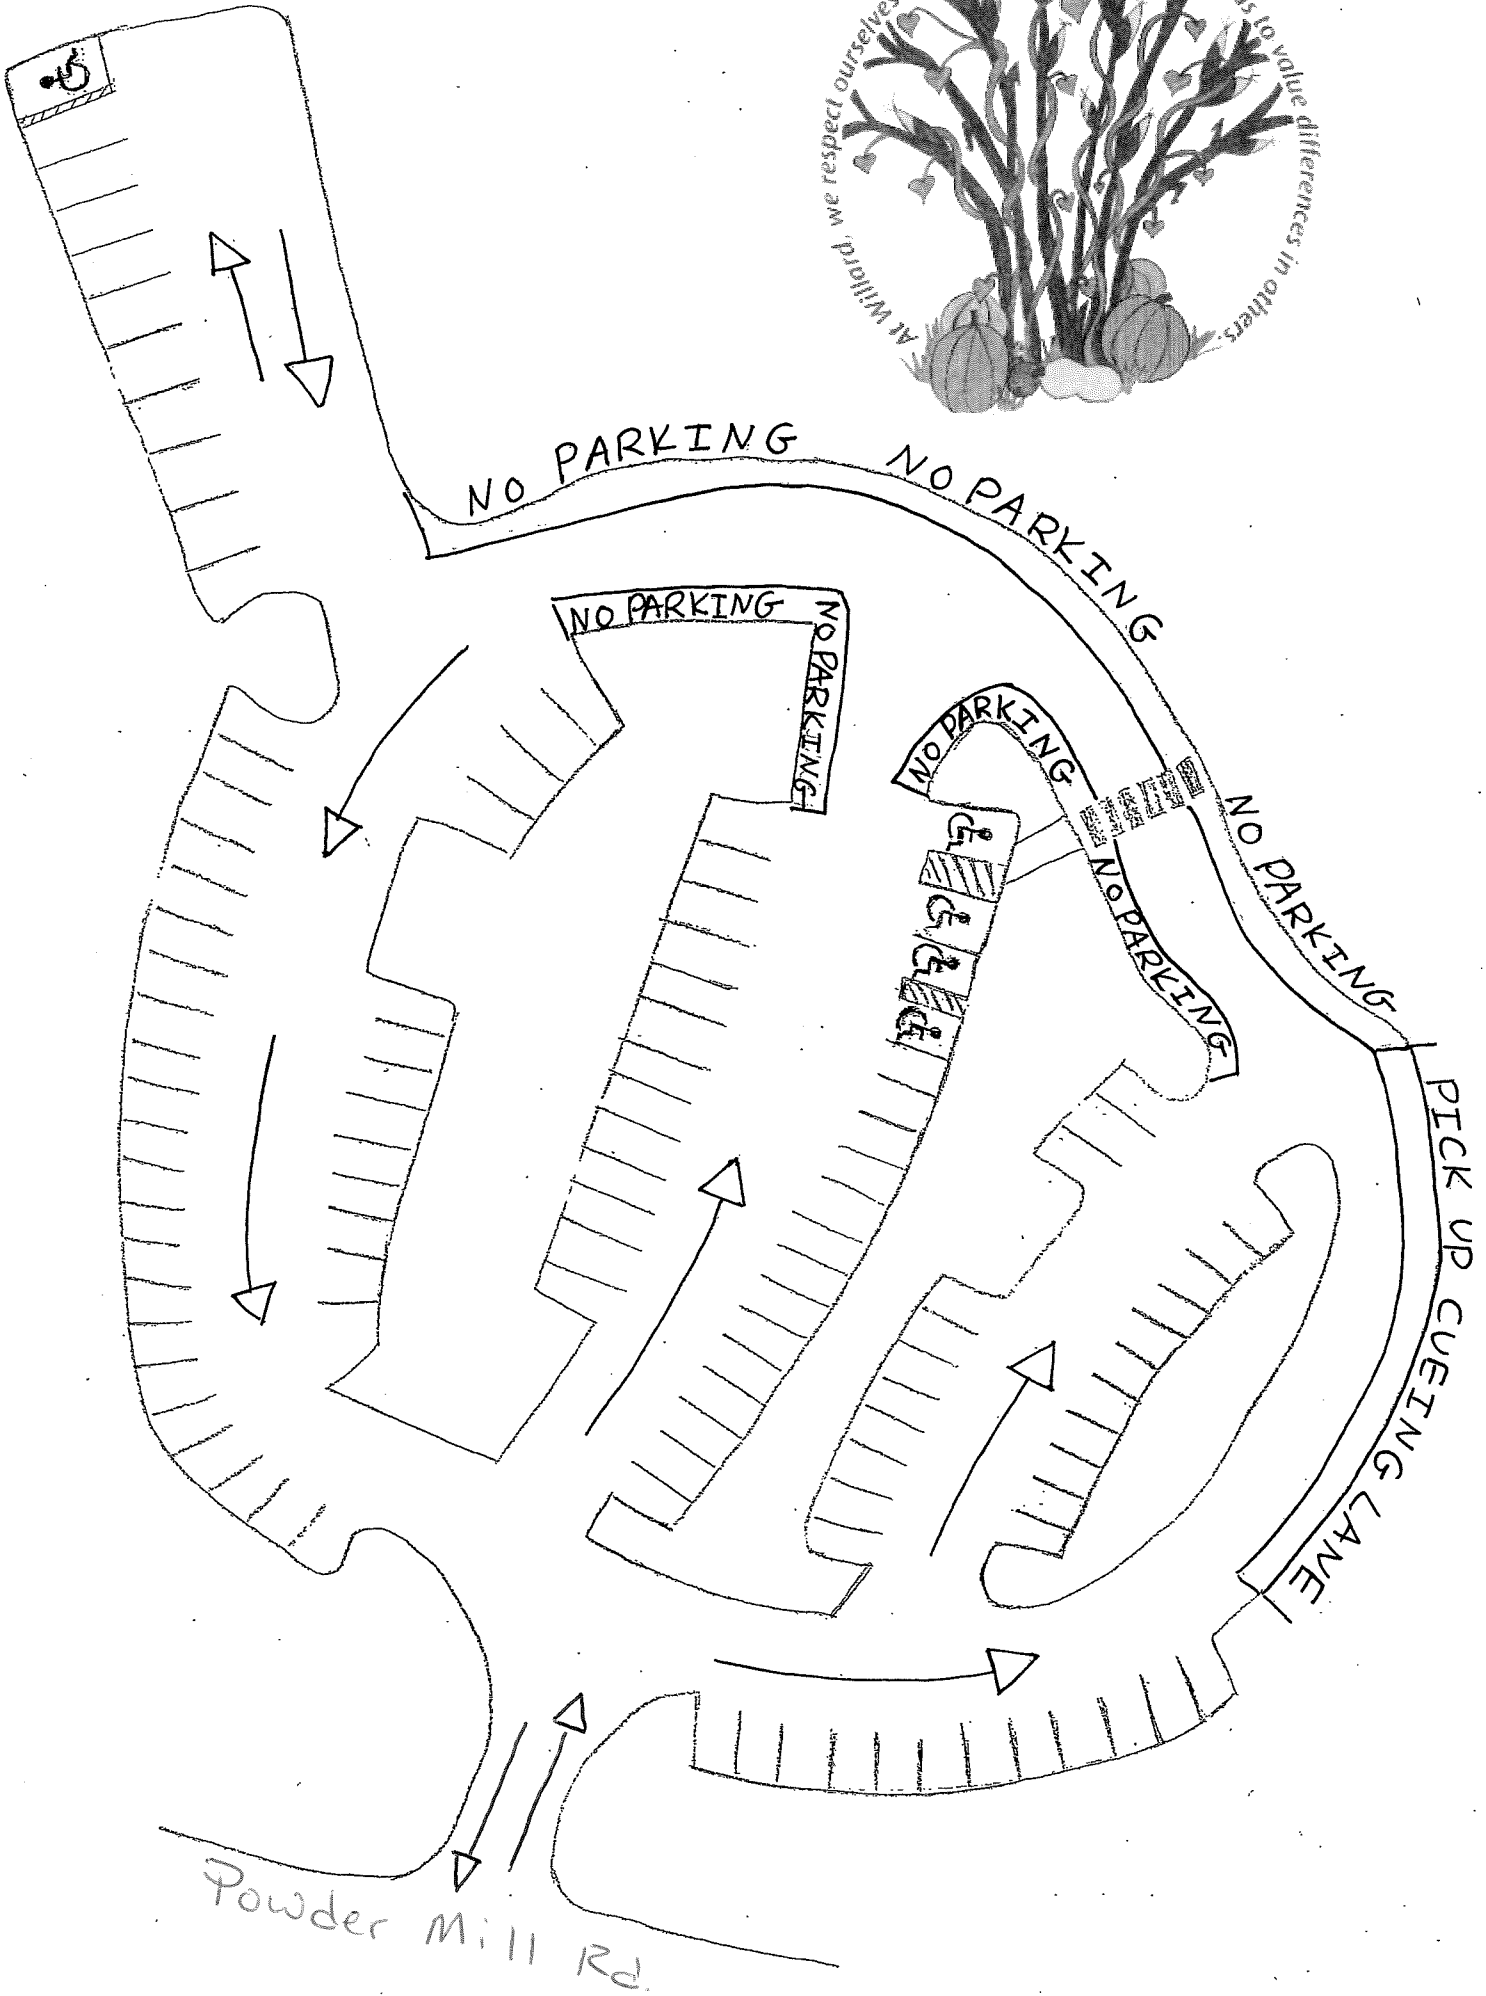 At Willard, we respect ourselves
us to value differences in others.
NO PARKING
NO PARKING
NO PARKING
NO PARKING
NO PARKING
NO PARKING
NO PARKING
PICK UP CUEING LANE
Powder Mill Rd.